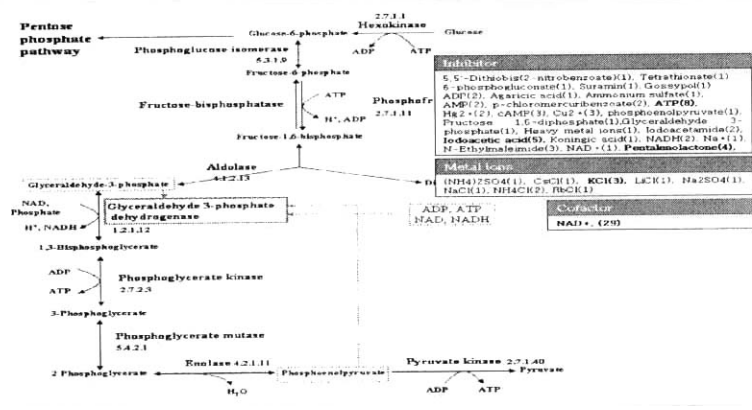 Pentose
phosphate
pathway
Glucose-6-phosphate
2.7.1.1
Hexokinase
Glucose
ADP
ATP
Phosphoglucose isomerase
5.3.1.9
Fructose-6 phosphate
Fructose-bisphosphatase
ATP
H⁺, ADP
Phosphofr
2.7.1.11
Fructose-1,6-bisphosphate
Inhibitor
5,5'-Dithiobis(2-nitrobenzoate)(1), Tetrathionate(1)
6-phosphogluconate(1), Suramin(1), Gossypol(1)
ADP(2), Agaricic acid(1), Ammonium sulfate(1),
AMP(2), p-chloromercuribenzoate(2), ATP(8),
Hg2+(2), cAMP(3), Cu2+(3), phosphoenolpyruvate(1),
Fructose 1,6-diphosphate(1),Glyceraldehyde 3-
phosphate(1), Heavy metal ions(1), Iodoacetamide(2),
Iodoacetic acid(5), Koningic acid(1), NADH(2), Na+(1),
N-Ethylmaleimide(3), NAD+(1), Pentalenolactone(4),
Metal Ions
(NH4)2SO4(1), CsCl(1), KCl(3), LiCl(1), Na2SO4(1),
NaCl(1), NH4Cl(2), RbCl(1)
Cofactor
NAD+, (29)
Aldolase
4.1.2.13
Glyceraldehyde-3-phosphate
NAD,
Phosphate
H⁺, NADH
Glyceraldehyde 3-phosphate
dehydrogenase
1.2.1.12
ADP, ATP
NAD, NADH
1,3-Bisphosphoglycerate
ADP
ATP
Phosphoglycerate kinase
2.7.2.3
3-Phosphoglycerate
Phosphoglycerate mutase
5.4.2.1
2 Phosphoglycerate
Enolase 4.2.1.11
H₂O
Phosphoenolpyruvate
Pyruvate kinase 2.7.1.40
ADP
ATP
Pyruvate